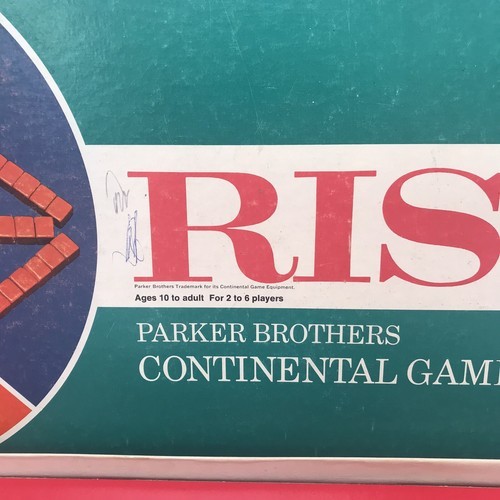 RIS
Parker Brothers Trademark for its Continental Game Equipment.
Ages 10 to adult For 2 to 6 players
PARKER BROTHERS
CONTINENTAL GAM